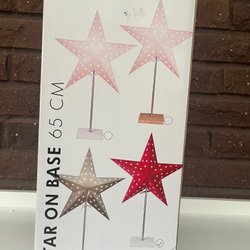 TAR ON BASE 65 CM